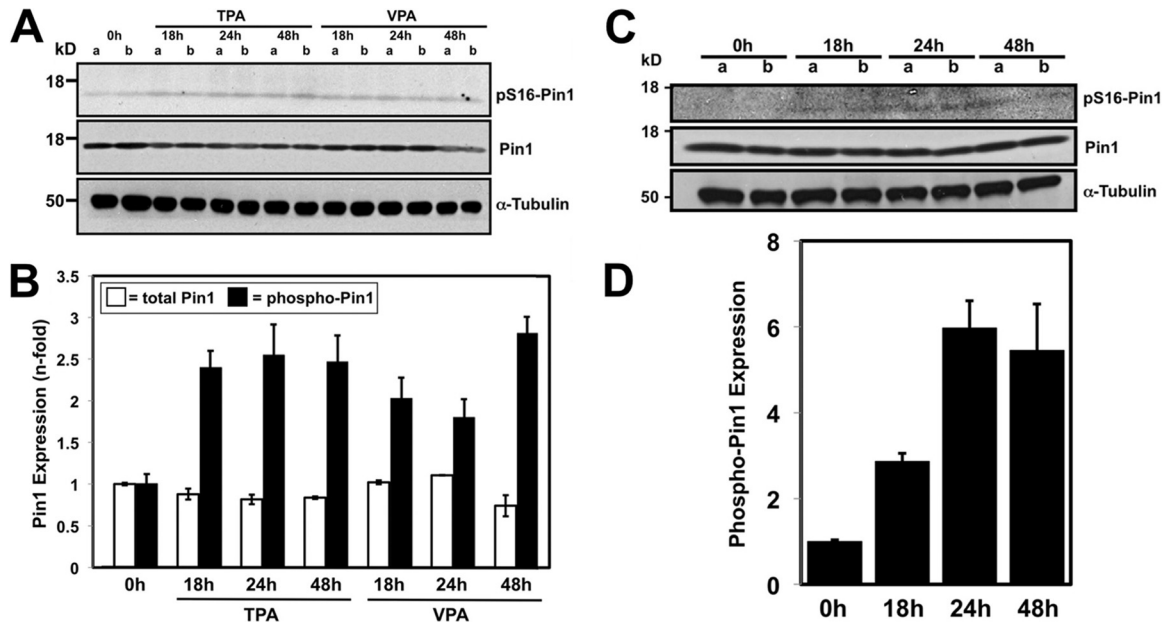 A
TPA VPA
0h 18h 24h 48h 18h 24h 48h
kD a b a b a b a b a b a b a b
18
pS16-Pin1
18
Pin1
50
α-Tubulin
B
Pin1 Expression (n-fold)
3.5
3
2.5
2
1.5
1
0.5
0
= total Pin1 = phospho-Pin1
0h 18h 24h 48h 18h 24h 48h
TPA VPA
C
0h 18h 24h 48h
kD a b a b a b a b
18
pS16-Pin1
18
Pin1
50
α-Tubulin
D
Phospho-Pin1 Expression
8
6
4
2
0
0h 18h 24h 48h